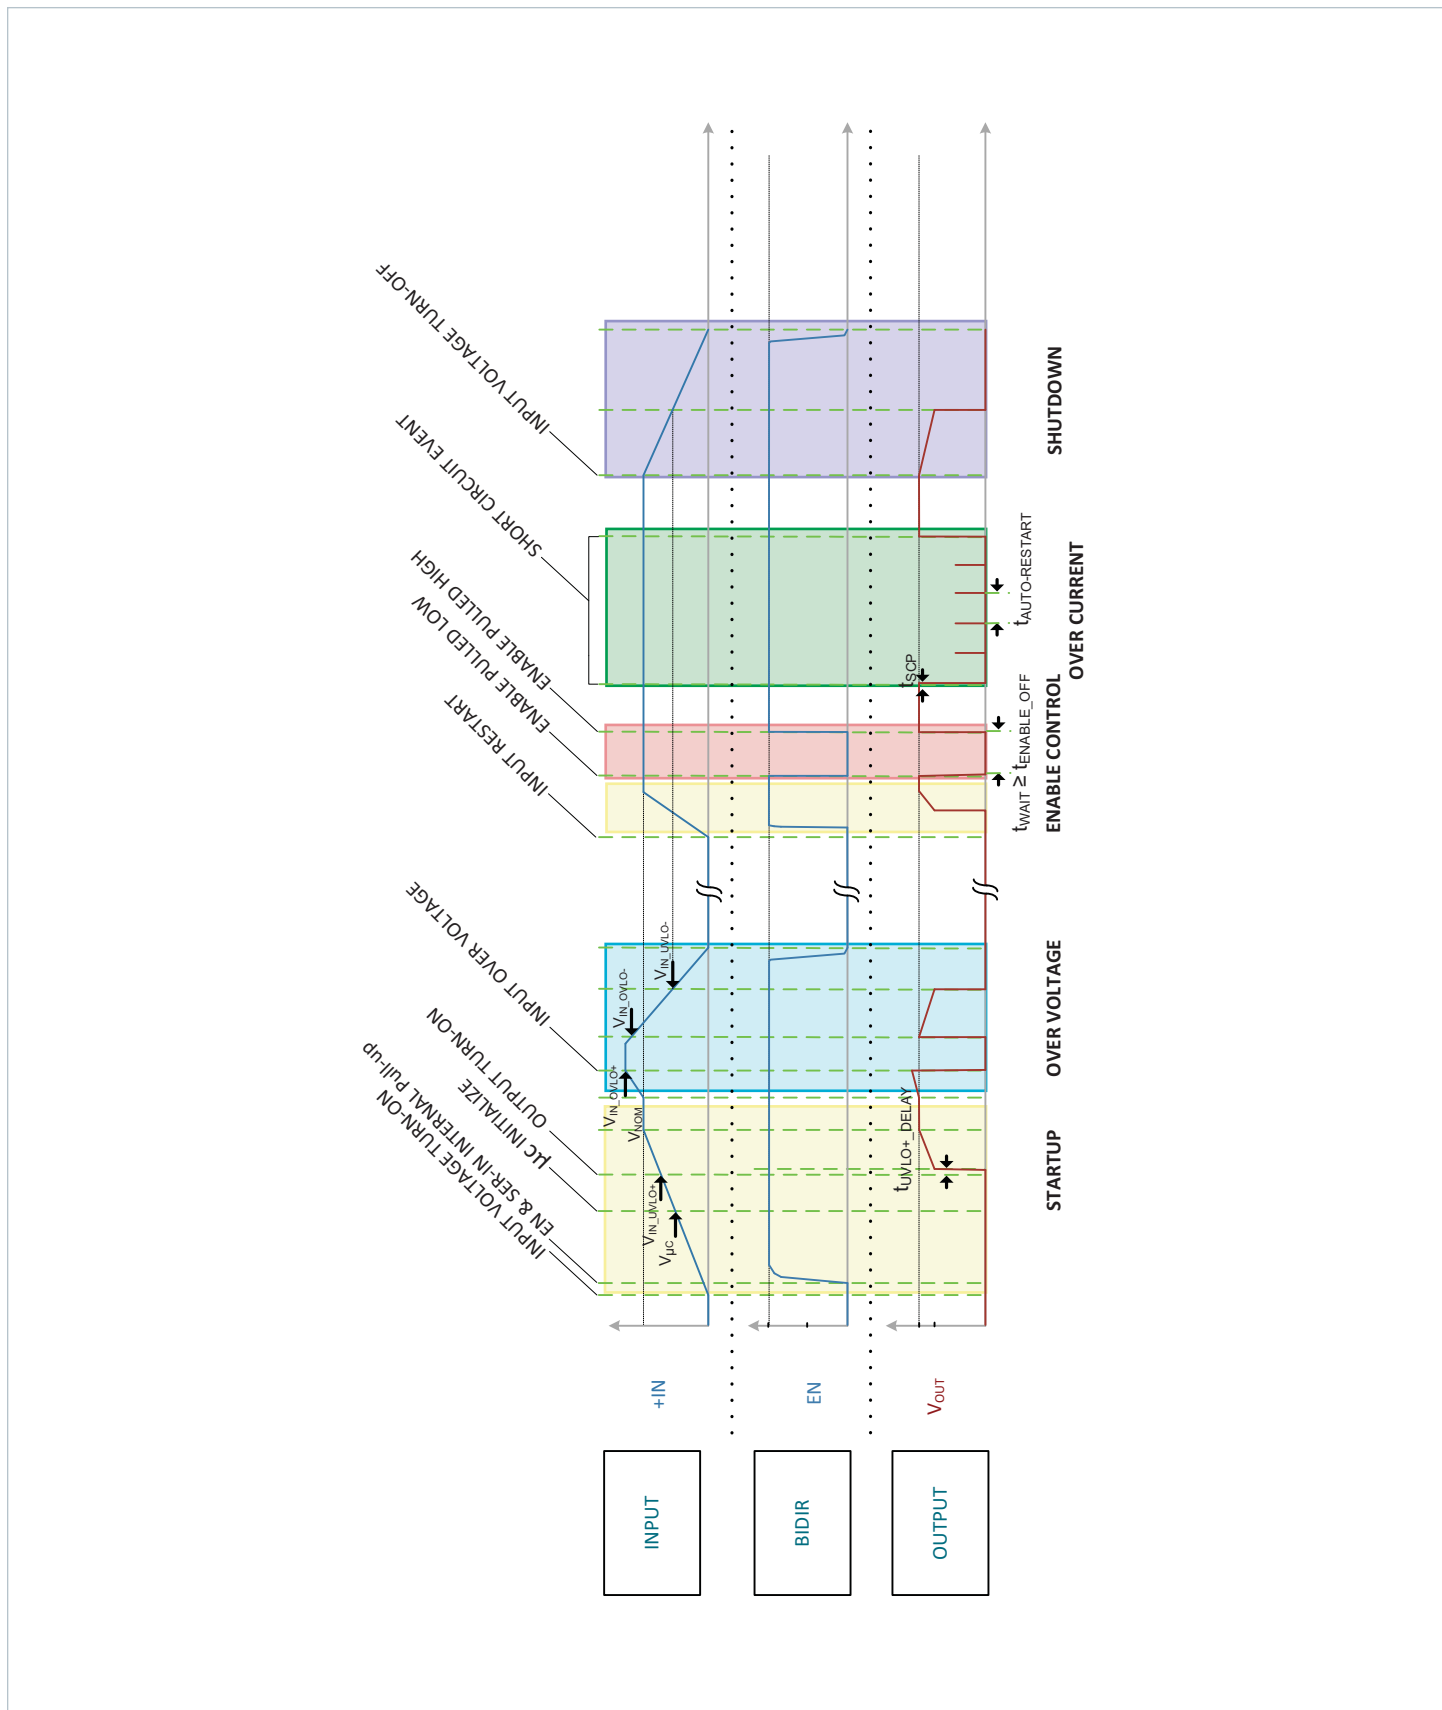 INPUT VOLTAGE TURN-ON
EN & SER-IN INTERNAL Pull-up
µC INITIALIZE
OUTPUT TURN-ON
INPUT OVER VOLTAGE
INPUT RESTART
ENABLE PULLED LOW
ENABLE PULLED HIGH
SHORT CIRCUIT EVENT
INPUT VOLTAGE TURN-OFF
INPUT
+IN
VµC
VIN_UVLO+
VNOM
VIN_OVLO+
VIN_OVLO-
VIN_UVLO-
BIDIR
EN
OUTPUT
VOUT
tUVLO+_DELAY
tSCP
tWAIT ≥ tENABLE_OFF
tAUTO-RESTART
STARTUP
OVER VOLTAGE
ENABLE CONTROL
OVER CURRENT
SHUTDOWN